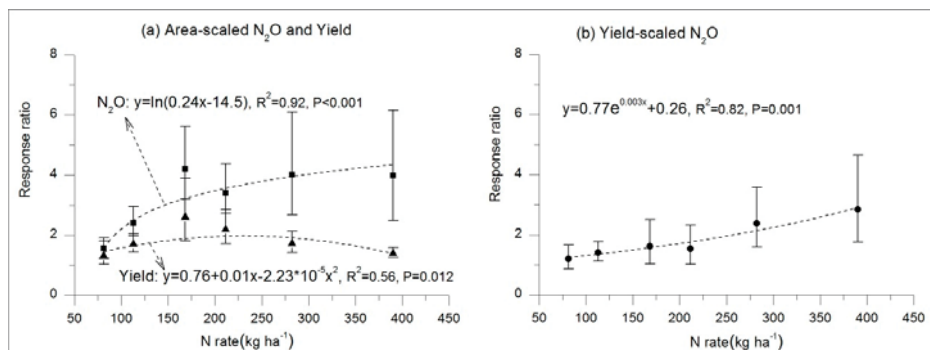 (a) Area-scaled N₂O and Yield
8
6
4
2
0
Response ratio
N₂O: y=ln(0.24x-14.5), R²=0.92, P<0.001
Yield: y=0.76+0.01x-2.23*10⁻⁵x², R²=0.56, P=0.012
50 100 150 200 250 300 350 400 450
N rate(kg ha⁻¹)
(b) Yield-scaled N₂O
8
6
4
2
0
Response ratio
y=0.77e^0.003x+0.26, R²=0.82, P=0.001
50 100 150 200 250 300 350 400 450
N rate(kg ha⁻¹)